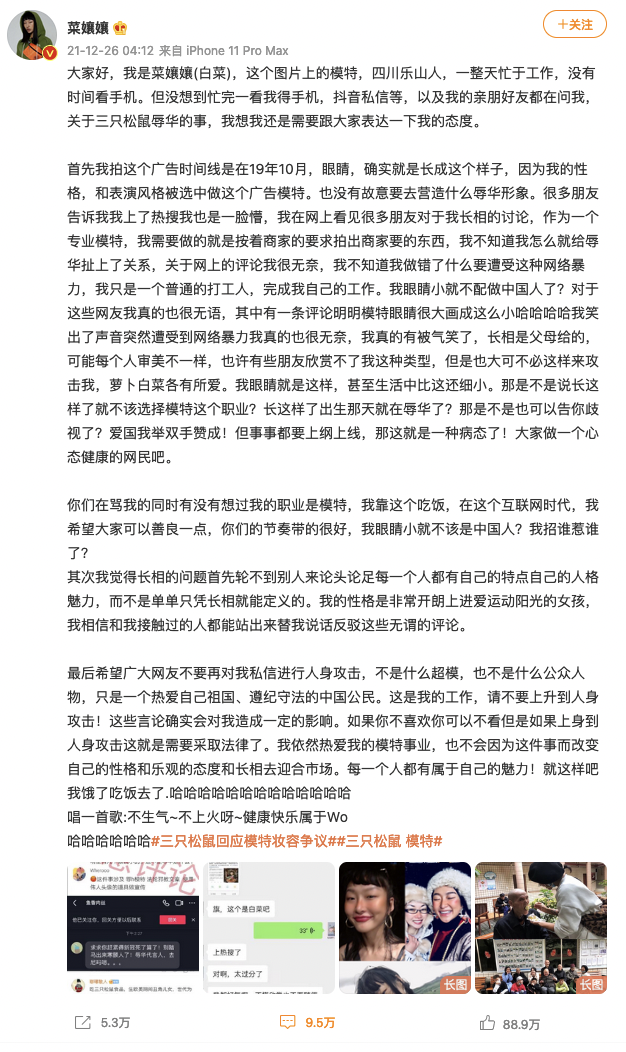 菜孃孃
+关注
21-12-26 04:12 来自 iPhone 11 Pro Max
大家好，我是菜孃孃(白菜)，这个图片上的模特，四川乐山人，一整天忙于工作，没有
时间看手机。但没想到忙完一看我得手机，抖音私信等，以及我的亲朋好友都在问我，
关于三只松鼠辱华的事，我想我还是需要跟大家表达一下我的态度。
首先我拍这个广告时间线是在19年10月，眼睛，确实就是长成这个样子，因为我的性
格，和表演风格被选中做这个广告模特。也没有故意要去营造什么辱华形象。很多朋友
告诉我我上了热搜我也是一脸懵，我在网上看见很多朋友对于我长相的讨论，作为一个
专业模特，我需要做的就是按着商家的要求拍出商家要的东西，我不知道我怎么就给辱
华扯上了关系，关于网上的评论我很无奈，我不知道我做错了什么要遭受这种网络暴
力，我只是一个普通的打工人，完成我自己的工作。我眼睛小就不配做中国人了？对于
这些网友我真的也很无语，其中有一条评论明明模特眼睛很大画成这么小哈哈哈哈我笑
出了声音突然遭受到网络暴力我真的也很无奈，我真的有被气笑了，长相是父母给的，
可能每个人审美不一样，也许有些朋友欣赏不了我这种类型，但是也大可不必这样来攻
击我，萝卜白菜各有所爱。我眼睛就是这样，甚至生活中比这还细小。那是不是说长这
样了就不该选择模特这个职业？长这样了出生那天就在辱华了？那是不是也可以告你歧
视了？爱国我举双手赞成！但事事都要上纲上线，那这就是一种病态了！大家做一个心
态健康的网民吧。
你们在骂我的同时有没有想过我的职业是模特，我靠这个吃饭，在这个互联网时代，我
希望大家可以善良一点，你们的节奏带的很好，我眼睛小就不该是中国人？我招谁惹谁
了？
其次我觉得长相的问题首先轮不到别人来论头论足每一个人都有自己的特点自己的人格
魅力，而不是单单只凭长相就能定义的。我的性格是非常开朗上进爱运动阳光的女孩，
我相信和我接触过的人都能站出来替我说话反驳这些无谓的评论。
最后希望广大网友不要再对我私信进行人身攻击，不是什么超模，也不是什么公众人
物，只是一个热爱自己祖国、遵纪守法的中国公民。这是我的工作，请不要上升到人身
攻击！这些言论确实会对我造成一定的影响。如果你不喜欢你可以不看但是如果上身到
人身攻击这就是需要采取法律了。我依然热爱我的模特事业，也不会因为这件事而改变
自己的性格和乐观的态度和长相去迎合市场。每一个人都有属于自己的魅力！就这样吧
我饿了吃饭去了.哈哈哈哈哈哈哈哈哈哈哈哈哈
唱一首歌:不生气~不上火呀~健康快乐属于Wo
哈哈哈哈哈哈#三只松鼠回应模特妆容争议##三只松鼠 模特#
旗，这个是白菜吧
33"
上热搜了
对啊，太过分了
长图
长图
5.3万
9.5万
88.9万